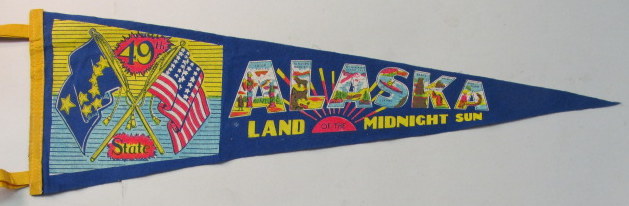 49th
State
ALASKA
LAND OF THE MIDNIGHT SUN